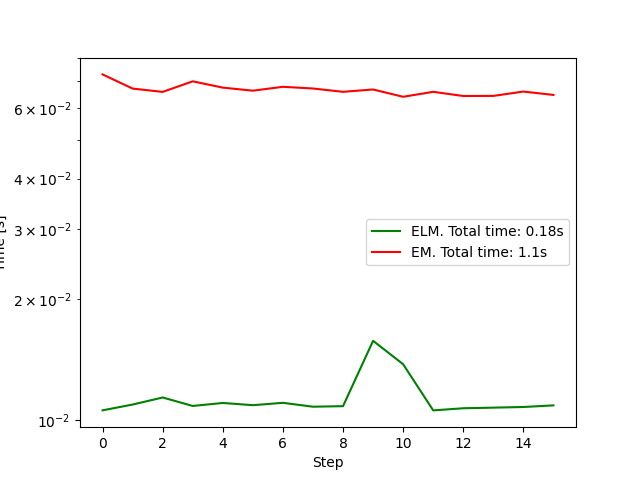 6 × 10⁻²
4 × 10⁻²
3 × 10⁻²
2 × 10⁻²
10⁻²
ELM. Total time: 0.18s
EM. Total time: 1.1s
0 2 4 6 8 10 12 14
Step